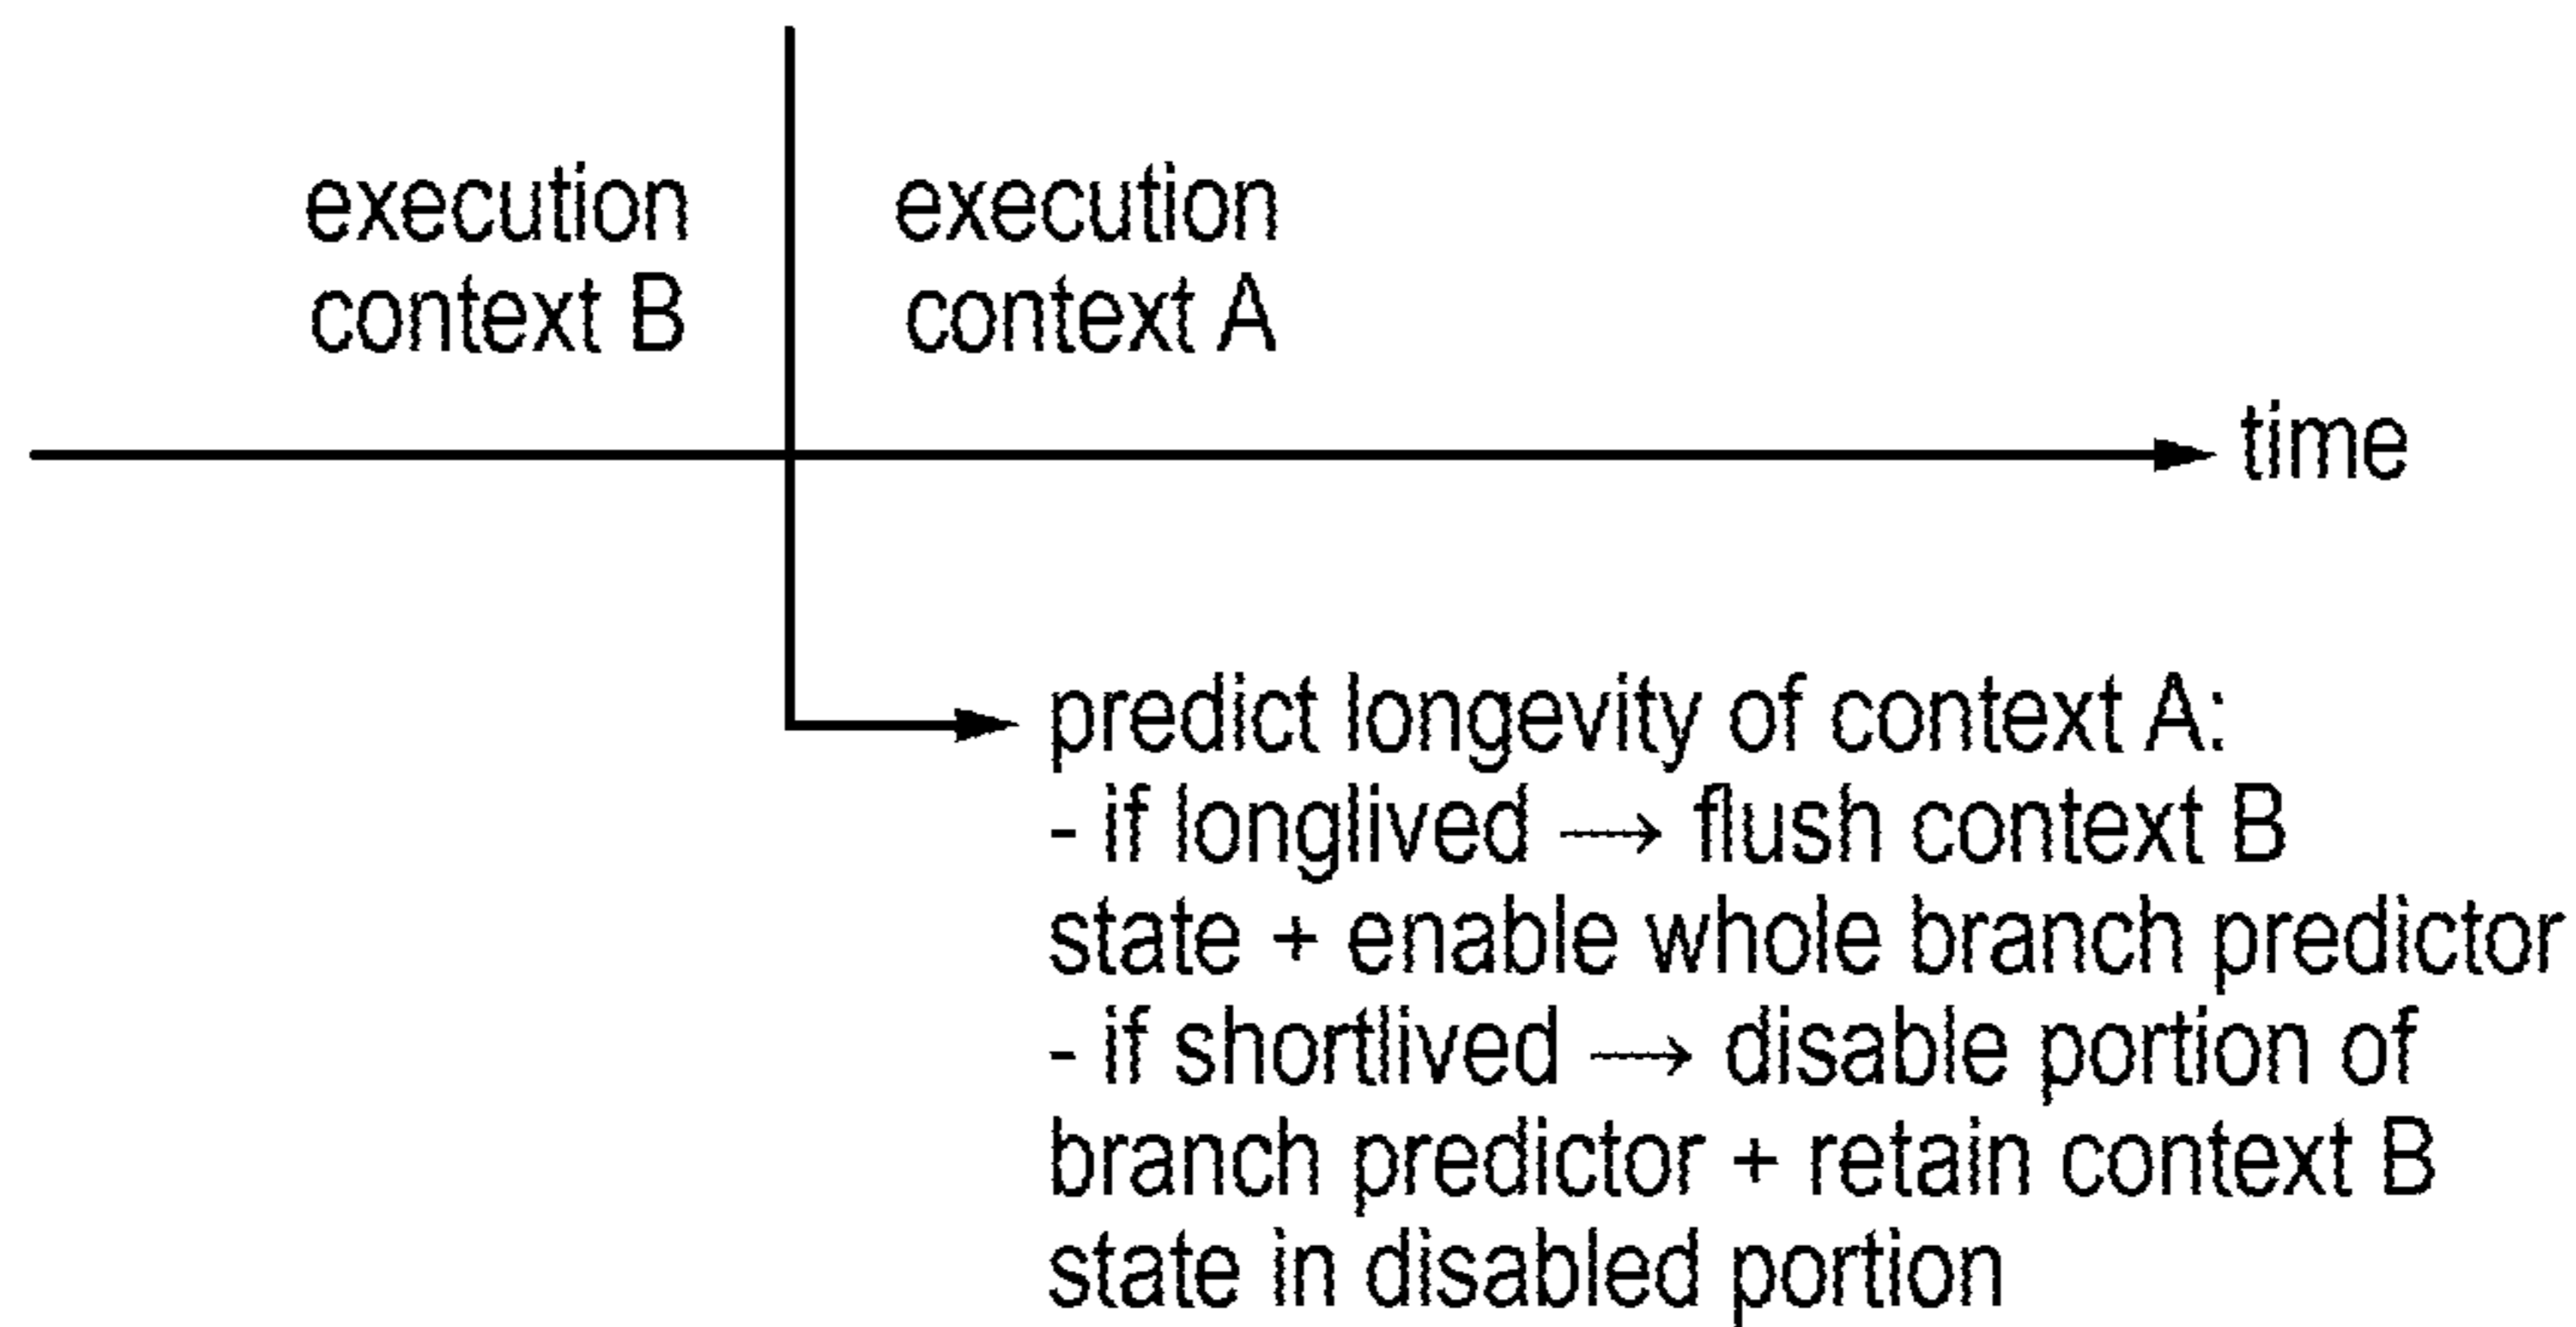 execution
context B
execution
context A
time
predict longevity of context A:
- if longlived → flush context B
state + enable whole branch predictor
- if shortlived → disable portion of
branch predictor + retain context B
state in disabled portion